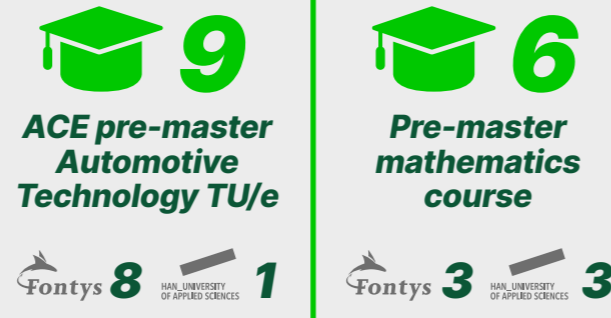 9
ACE pre-master
Automotive
Technology TU/e
Fontys 8 HAN_UNIVERSITY
OF APPLIED SCIENCES 1
6
Pre-master
mathematics
course
Fontys 3 HAN_UNIVERSITY
OF APPLIED SCIENCES 3